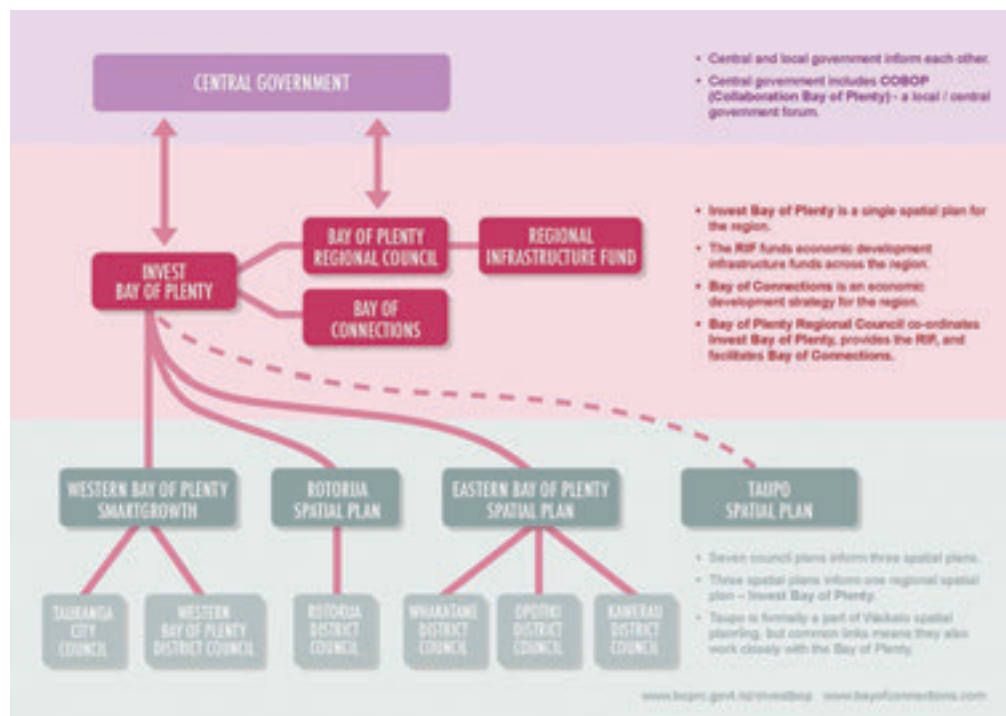 CENTRAL GOVERNMENT
• Central and local government inform each other.
• Central government includes COBOP
(Collaboration Bay of Plenty) - a local / central
government forum.
INVEST
BAY OF PLENTY
BAY OF PLENTY
REGIONAL COUNCIL
REGIONAL
INFRASTRUCTURE FUND
BAY OF
CONNECTIONS
• Invest Bay of Plenty is a single spatial plan for
the region.
• The RIF funds economic development
infrastructure funds across the region.
• Bay of Connections is an economic
development strategy for the region.
• Bay of Plenty Regional Council co-ordinates
Invest Bay of Plenty, provides the RIF, and
facilitates Bay of Connections.
WESTERN BAY OF PLENTY
SMARTGROWTH
ROTORUA
SPATIAL PLAN
EASTERN BAY OF PLENTY
SPATIAL PLAN
TAUPO
SPATIAL PLAN
TAURANGA
CITY
COUNCIL
WESTERN
BAY OF PLENTY
DISTRICT COUNCIL
ROTORUA
DISTRICT
COUNCIL
WHAKATANE
DISTRICT
COUNCIL
OPOTIKI
DISTRICT
COUNCIL
KAWERAU
DISTRICT
COUNCIL
• Seven council plans inform three spatial plans.
• Three spatial plans inform one regional spatial
plan – Invest Bay of Plenty.
• Taupo is formally a part of Waikato spatial
planning, but common links means they also
work closely with the Bay of Plenty.
www.boprc.govt.nz/investbop www.bayofconnections.com